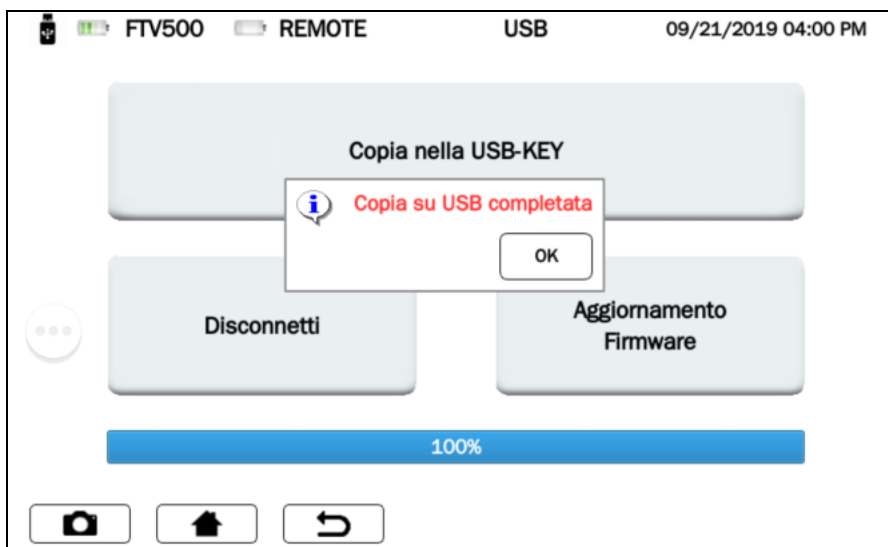 FTV500 REMOTE USB 09/21/2019 04:00 PM
Copia nella USB-KEY
Copia su USB completata
OK
Disconnetti
Aggiornamento
Firmware
100%